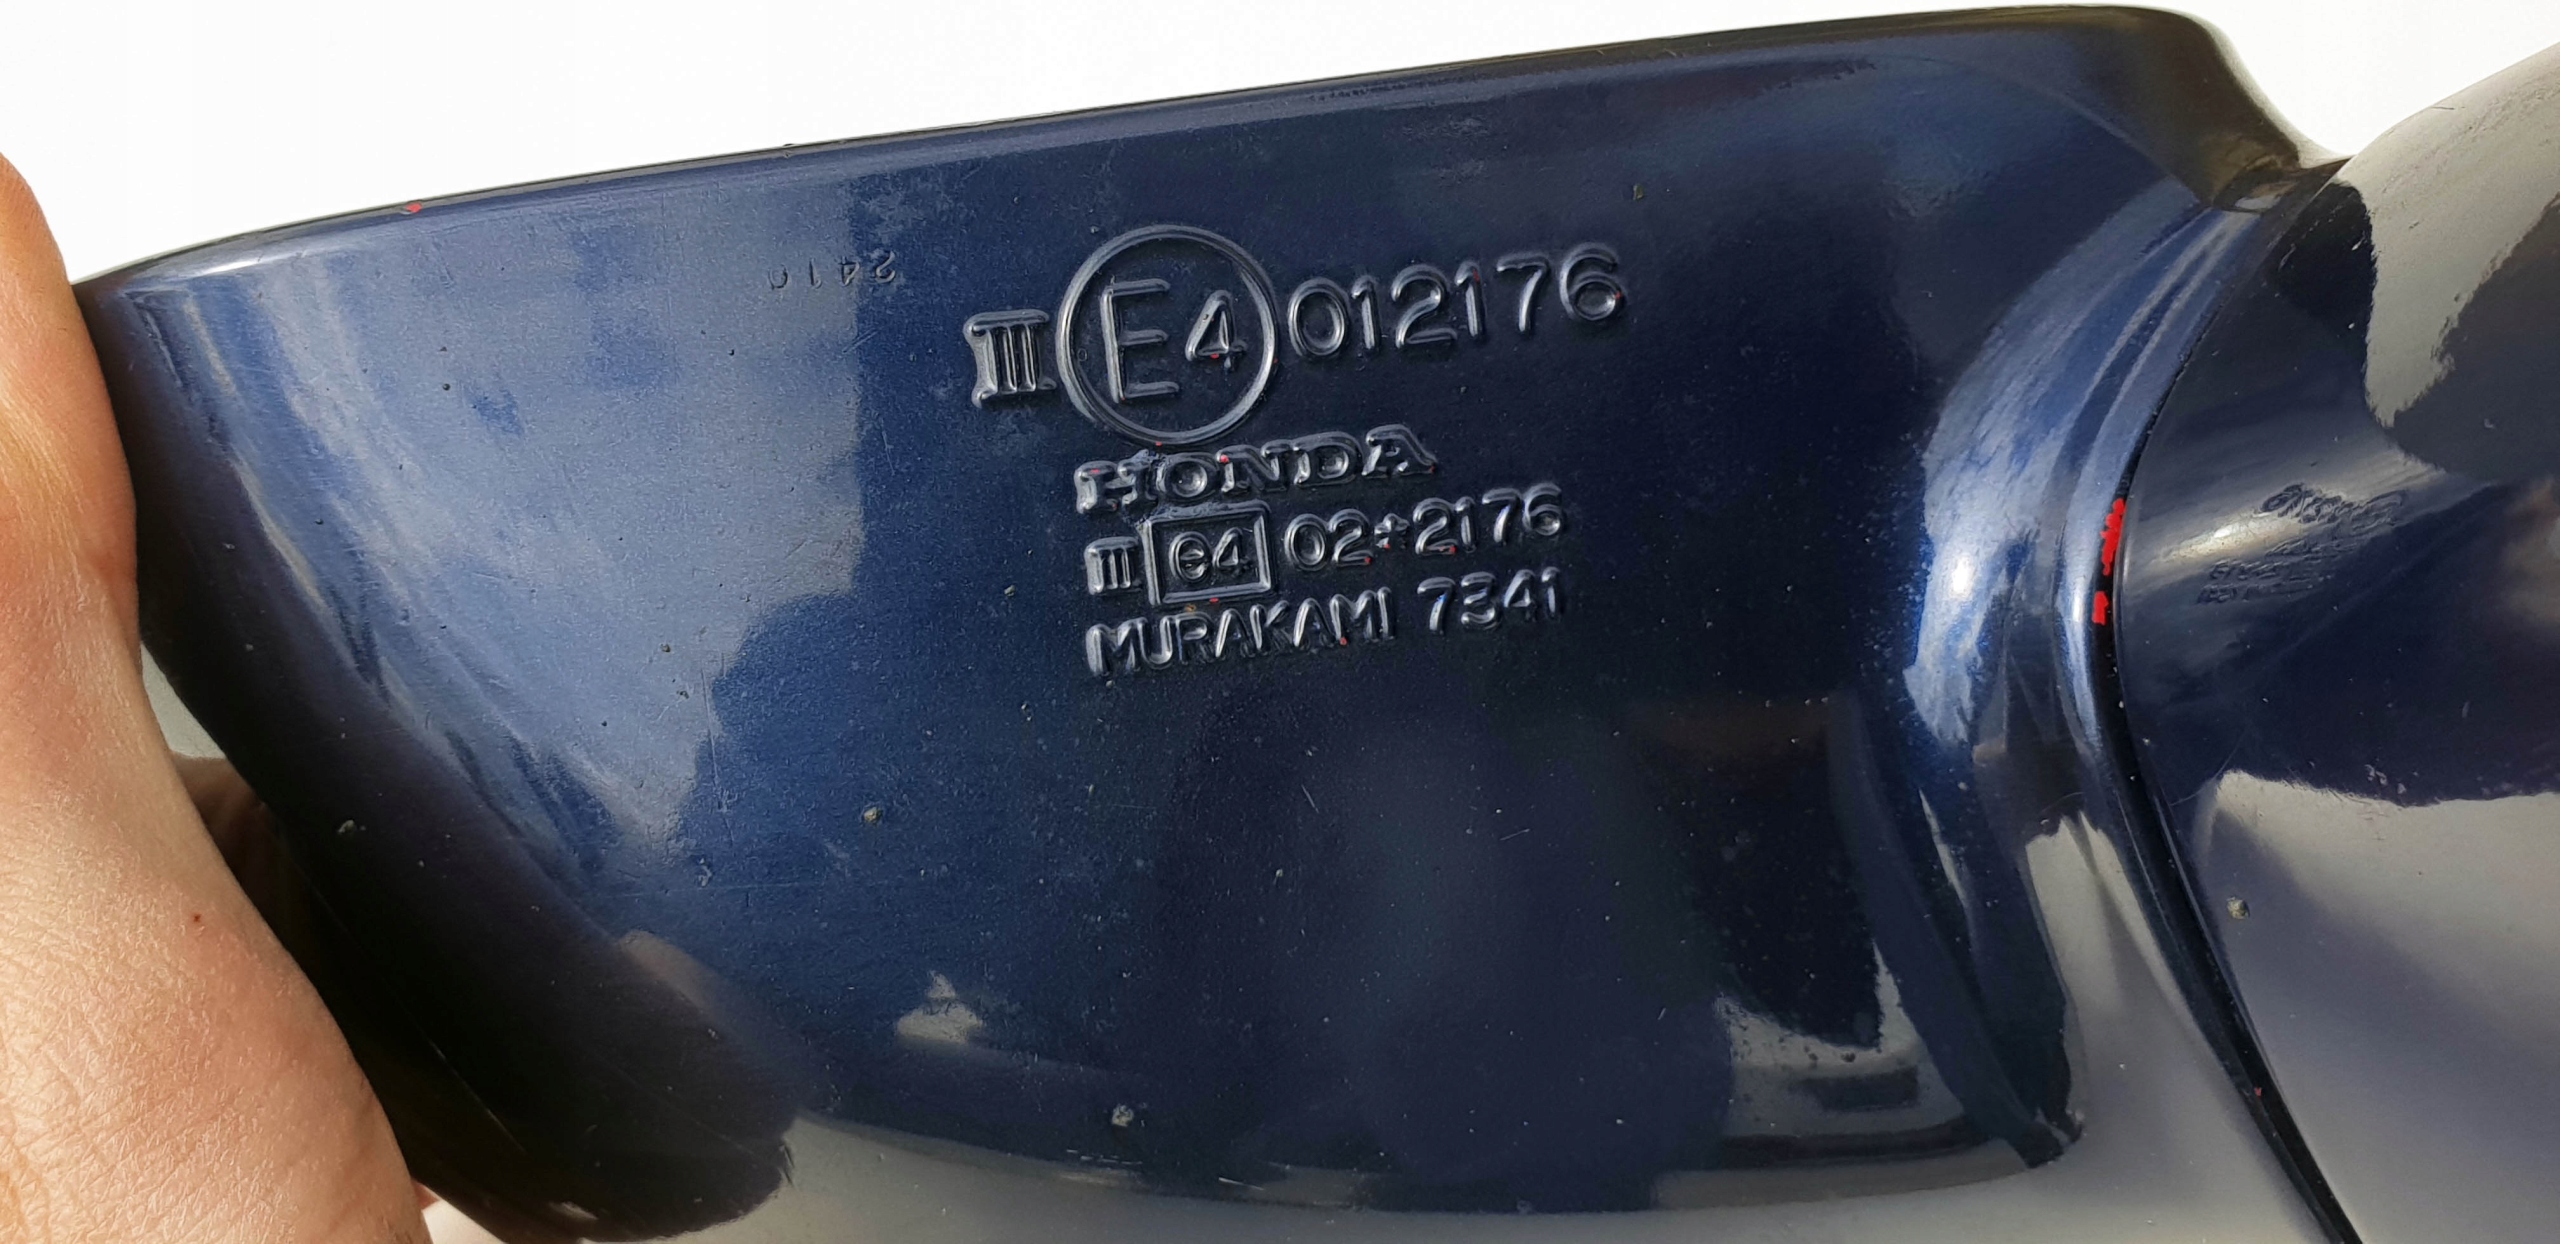 III E4 012176
HONDA
III e4 02*2176
MURAKAMI 7341